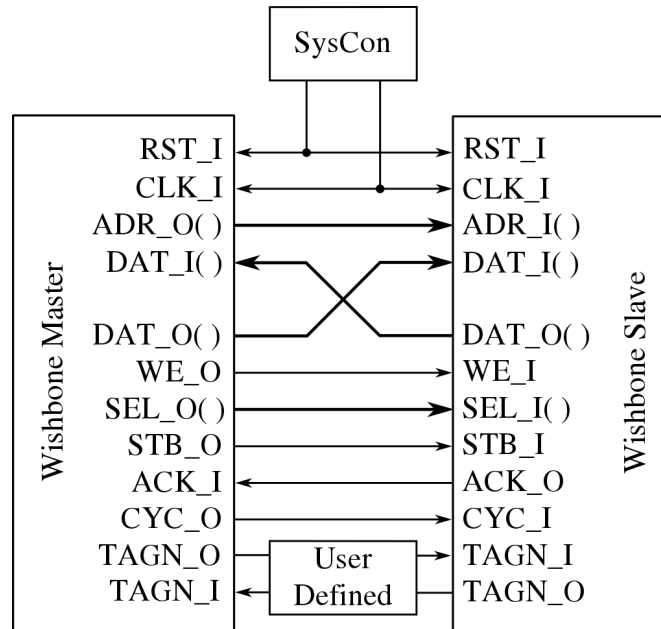 SysCon
Wishbone Master
RST_I
CLK_I
ADR_O( )
DAT_I( )
DAT_O( )
WE_O
SEL_O( )
STB_O
ACK_I
CYC_O
TAGN_O
TAGN_I
User
Defined
RST_I
CLK_I
ADR_I( )
DAT_I( )
DAT_O( )
WE_I
SEL_I( )
STB_I
ACK_O
CYC_I
TAGN_I
TAGN_O
Wishbone Slave